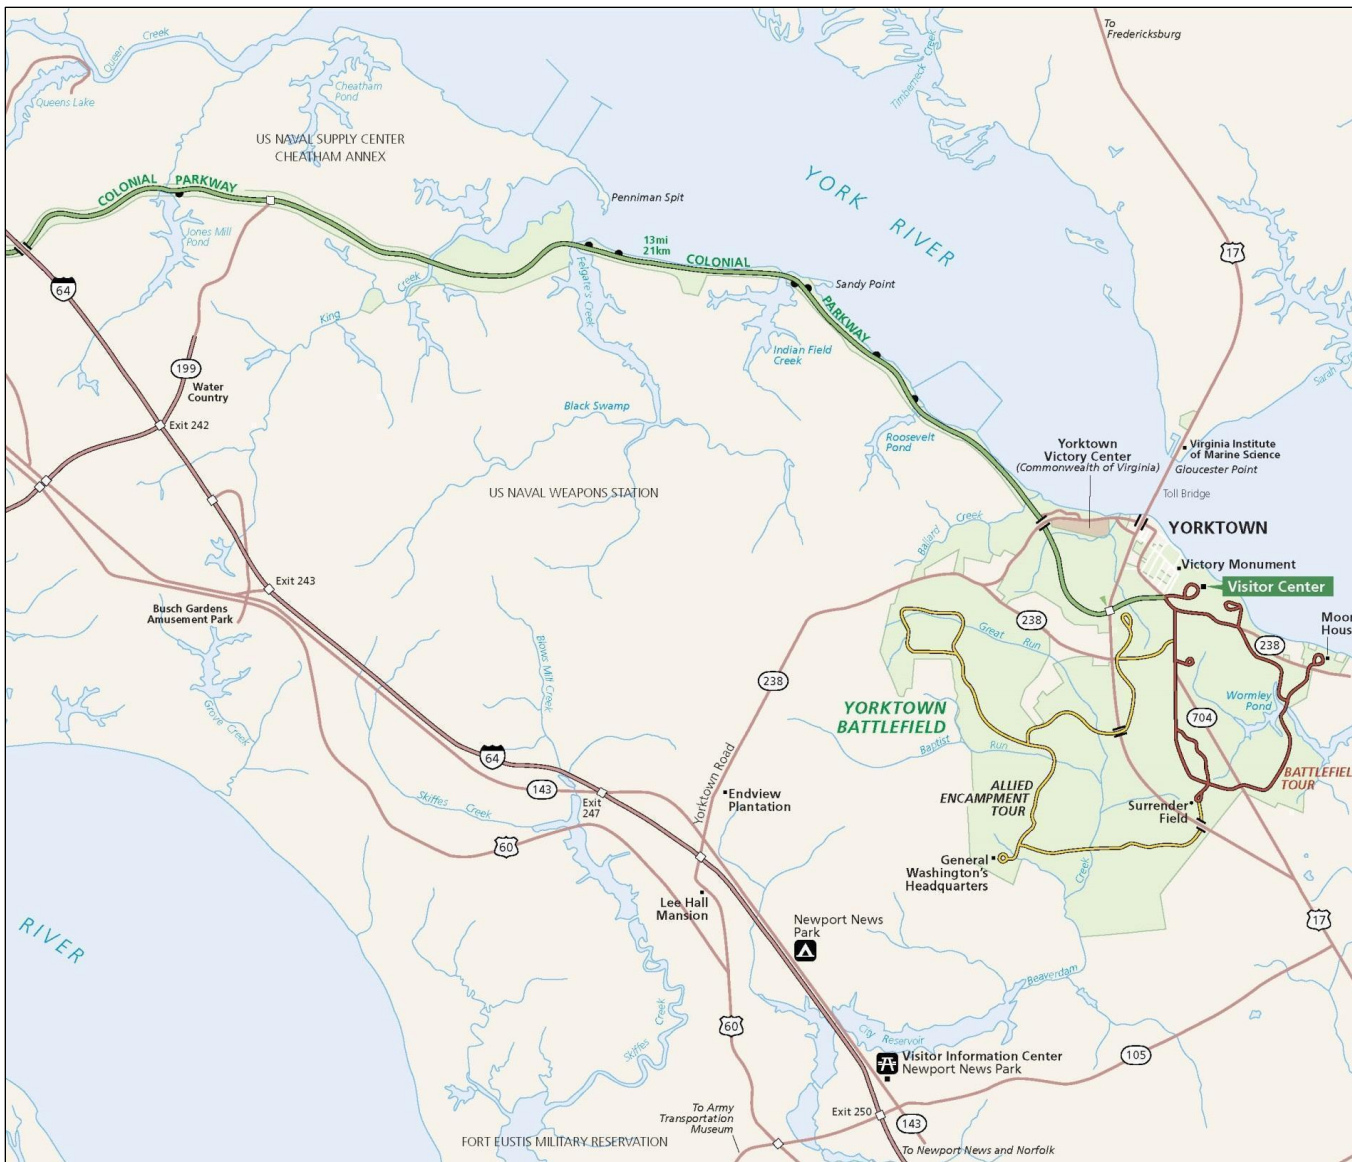 To
Fredericksburg
Queen
Creek
Timberneck Creek
Queens Lake
Cheatham
Pond
US NAVAL SUPPLY CENTER
CHEATHAM ANNEX
YORK RIVER
COLONIAL PARKWAY
Penniman Spit
Jones Mill
Pond
13mi
21km
COLONIAL
17
PARKWAY
Sandy Point
64
Creek
King
Felgate's Creek
Indian Field
Creek
199
Water
Country
Sarah
Black Swamp
Exit 242
Roosevelt
Pond
Yorktown
Victory Center
(Commonwealth of Virginia)
Virginia Institute
of Marine Science
Gloucester Point
US NAVAL WEAPONS STATION
Toll Bridge
Ballard
Creek
YORKTOWN
Victory Monument
Exit 243
Visitor Center
Busch Gardens
Amusement Park
238
Great
Run
Moor
Hous
238
Blows Mill Creek
238
Wormley
Pond
YORKTOWN
BATTLEFIELD
704
Grove
Creek
Baptist
Run
64
BATTLEFIEL
TOUR
143
Exit
247
Skiffes
Creek
Yorktown Road
Endview
Plantation
ALLIED
ENCAMPMENT
TOUR
Surrender
Field
60
General
Washington's
Headquarters
Creek
Lee Hall
Mansion
Newport News
Park
17
RIVER
Beaverdam
Creek
Skiffes
60
City
Reservoir
105
Visitor Information Center
Newport News Park
To Army
Transportation
Museum
Exit 250
143
FORT EUSTIS MILITARY RESERVATION
To Newport News and Norfolk